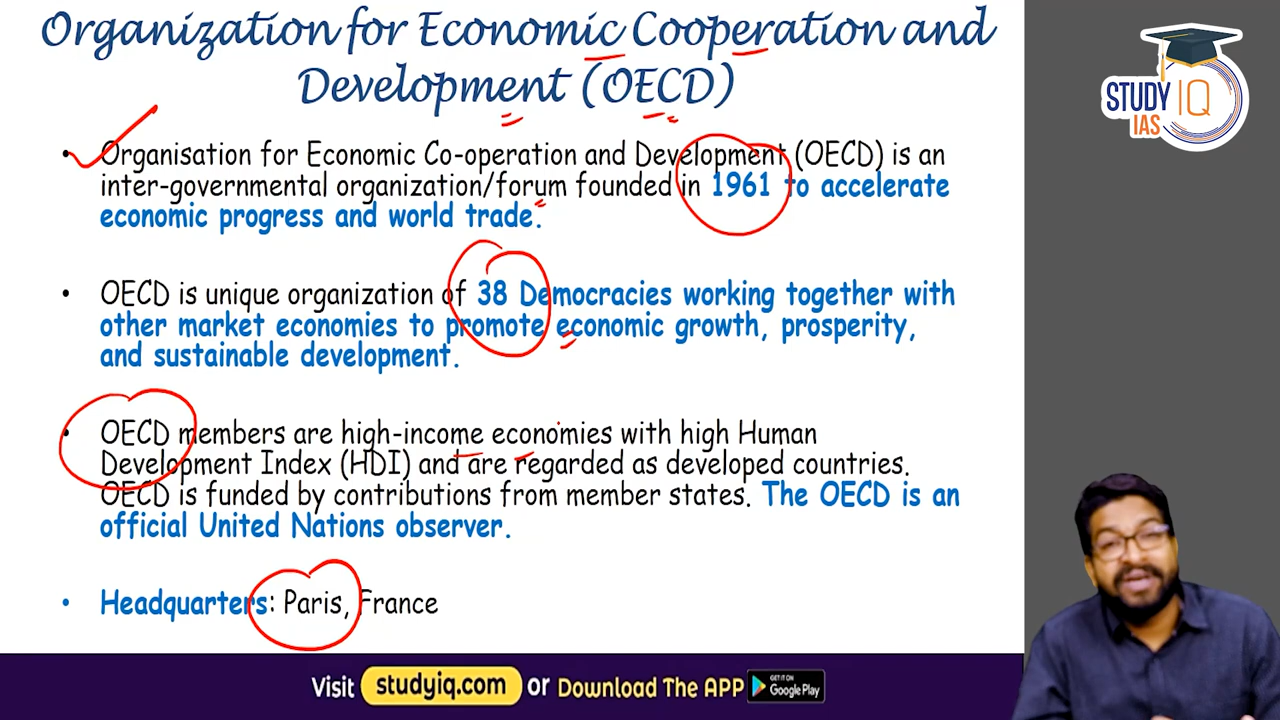 Organization for Economic Cooperation and
Development (OECD)
STUDY IQ
IAS
• Organisation for Economic Co-operation and Development (OECD) is an
inter-governmental organization/forum founded in 1961 to accelerate
economic progress and world trade.
• OECD is unique organization of 38 Democracies working together with
other market economies to promote economic growth, prosperity,
and sustainable development.
• OECD members are high-income economies with high Human
Development Index (HDI) and are regarded as developed countries.
OECD is funded by contributions from member states. The OECD is an
official United Nations observer.
• Headquarters: Paris, France
Visit studyiq.com or Download The APP GET IT ON Google Play